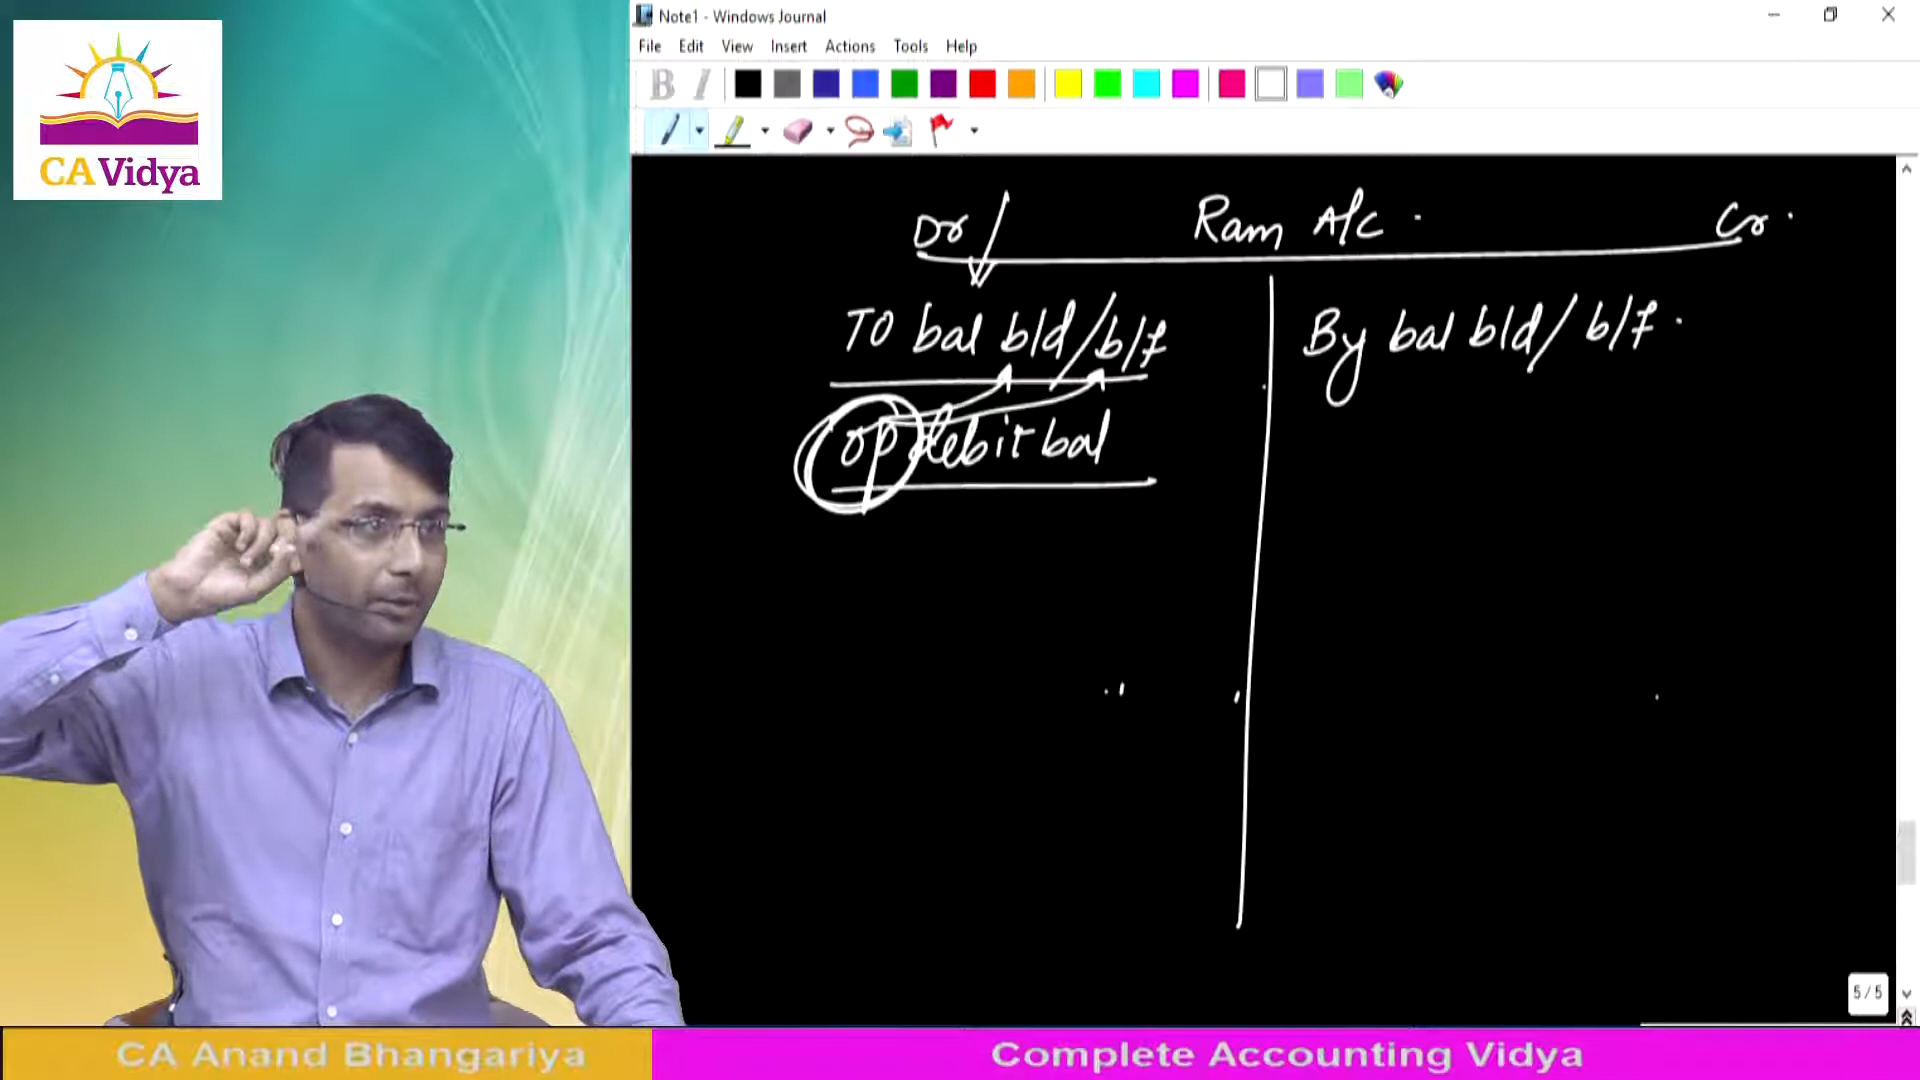 CA Vidya
Note1 - Windows Journal
File Edit View Insert Actions Tools Help
B I
Dr Ram A/c . Cr .
To bal b/d / b/f
By bal b/d / b/f .
op debit bal
5 / 5
CA Anand Bhangariya
Complete Accounting Vidya